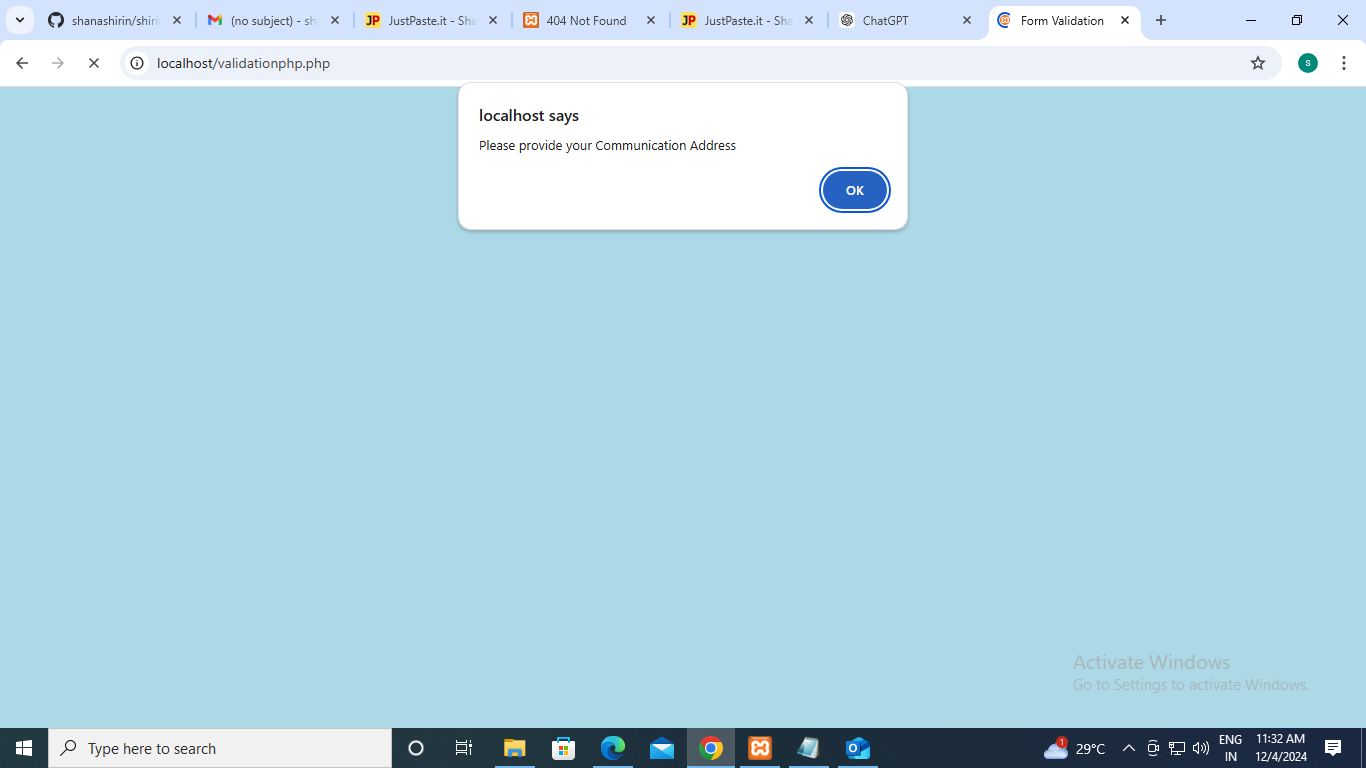 shanashirin/shiri
(no subject) - sha
JustPaste.it - Sha
404 Not Found
JustPaste.it - Sha
ChatGPT
Form Validation
localhost/validationphp.php
s
localhost says
Please provide your Communication Address
OK
Activate Windows
Go to Settings to activate Windows.
Type here to search
1
29°C
ENG
IN
11:32 AM
12/4/2024